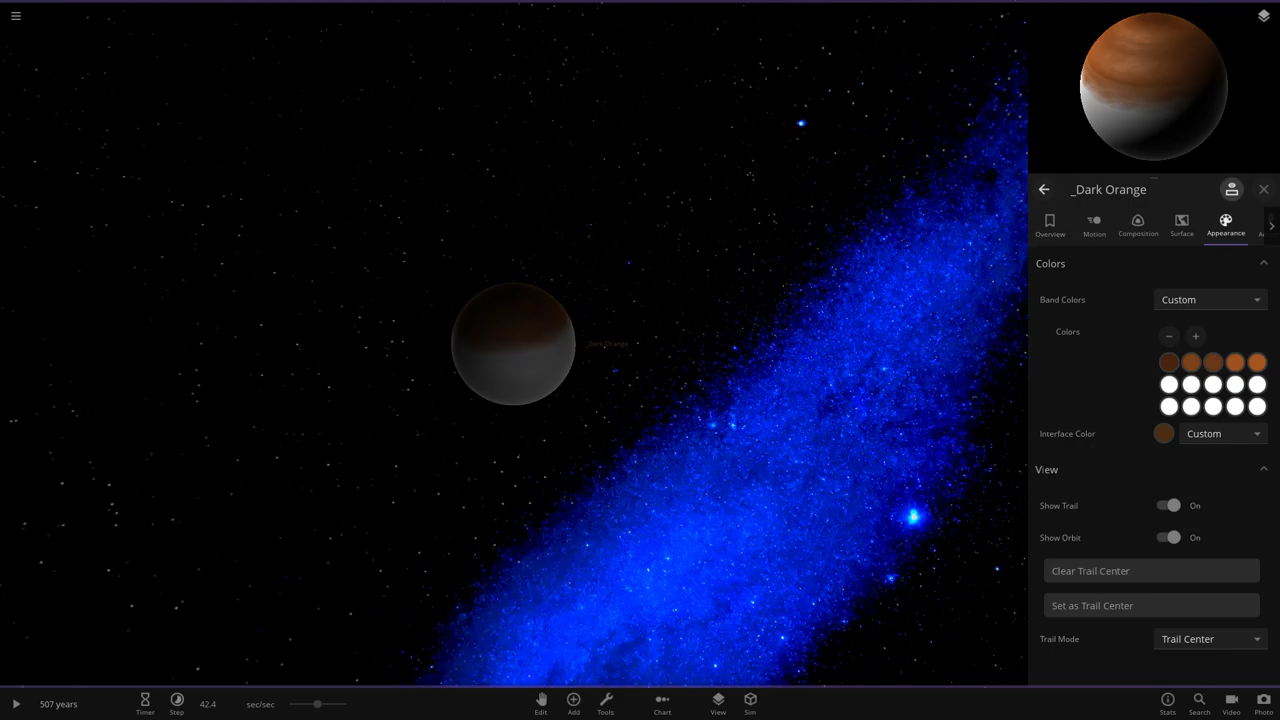 _Dark Orange
Overview
Motion
Composition
Surface
Appearance
Colors
Band Colors
Custom
Colors
_Dark Orange
Interface Color
Custom
View
Show Trail
On
Show Orbit
On
Clear Trail Center
Set as Trail Center
Trail Mode
Trail Center
507 years
Timer
Step
42.4
sec/sec
Edit
Add
Tools
Chart
View
Sim
Stats
Search
Video
Photo